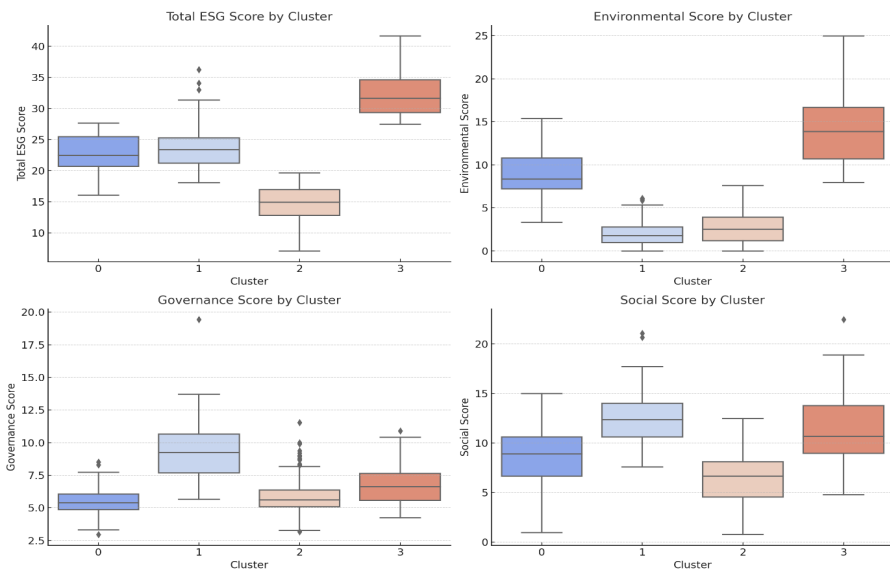 Total ESG Score by Cluster
Total ESG Score
40
35
30
25
20
15
10
0 1 2 3
Cluster
Environmental Score by Cluster
Environmental Score
25
20
15
10
5
0
0 1 2 3
Cluster
Governance Score by Cluster
Governance Score
20.0
17.5
15.0
12.5
10.0
7.5
5.0
2.5
0 1 2 3
Cluster
Social Score by Cluster
Social Score
20
15
10
5
0
0 1 2 3
Cluster